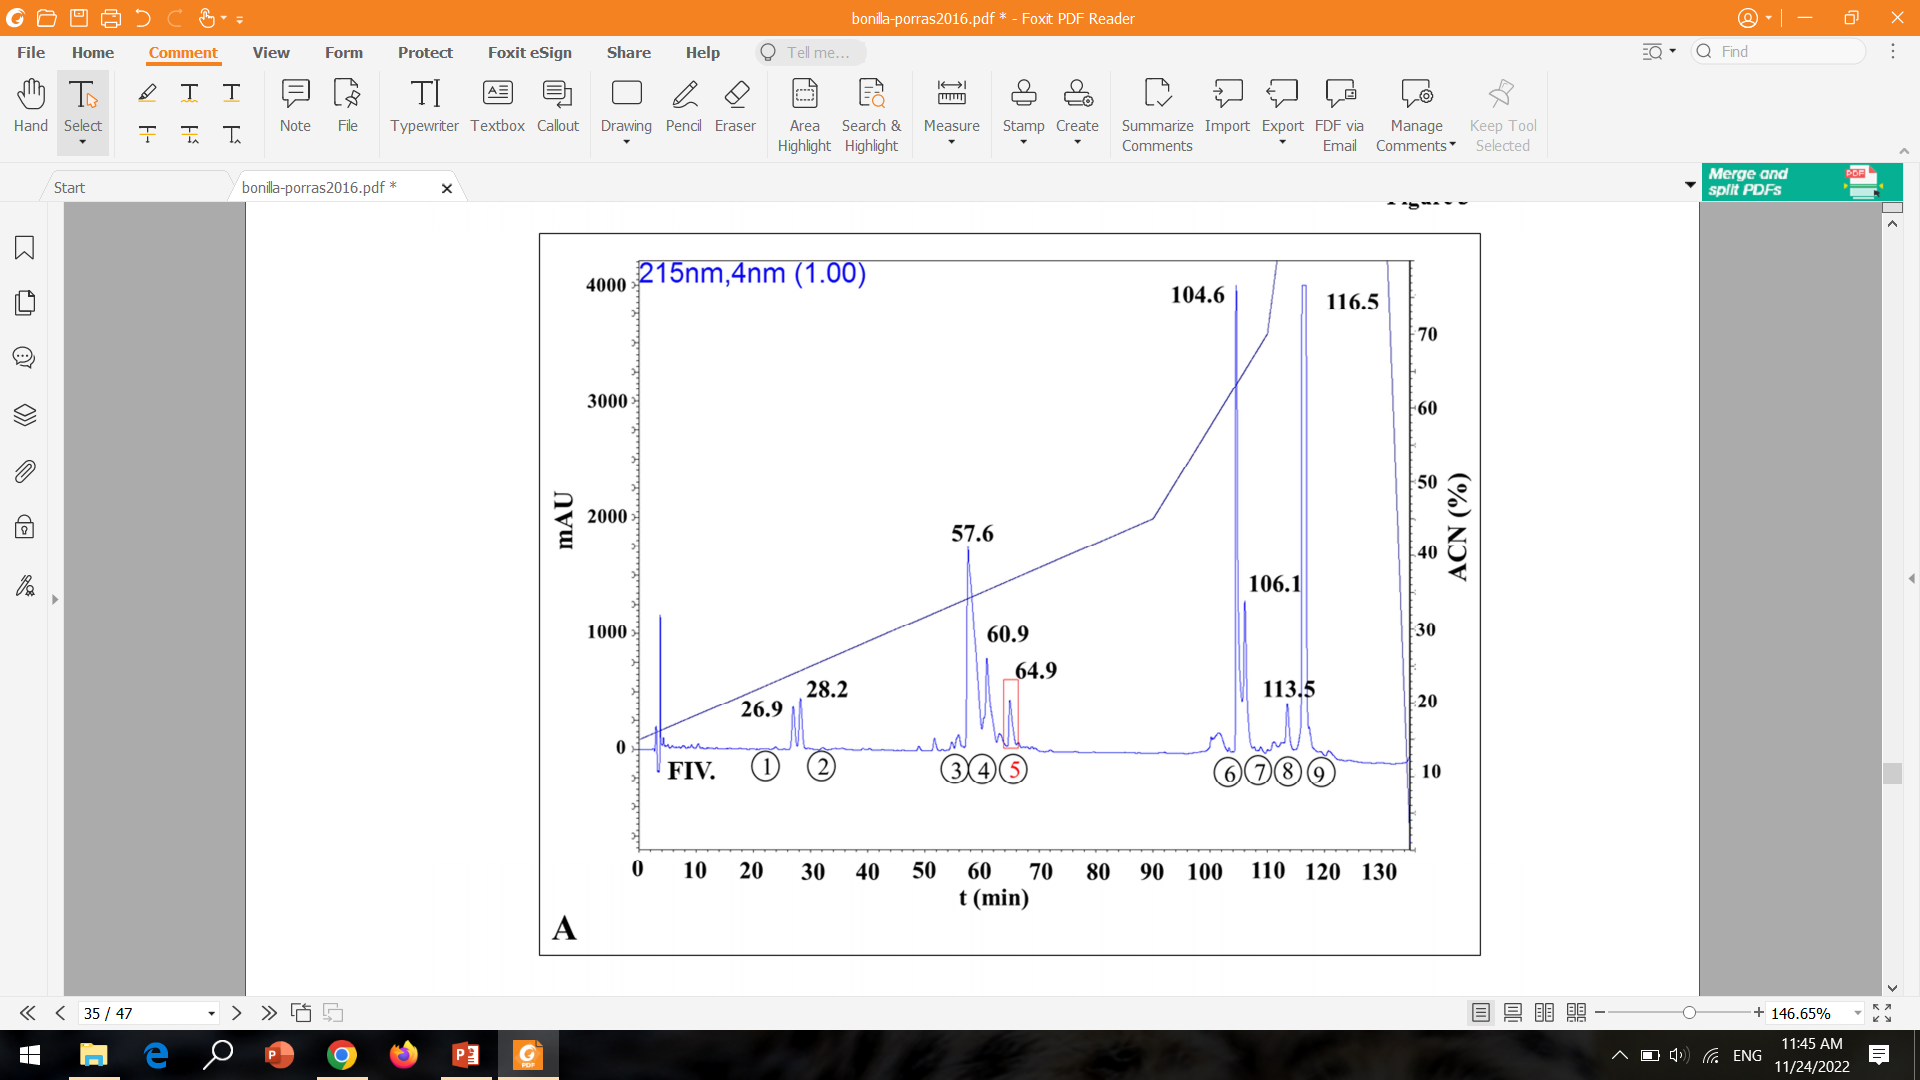 bonilla-porras2016.pdf * - Foxit PDF Reader
File Home Comment View Form Protect Foxit eSign Share Help Tell me... Find
Hand Select Note File Typewriter Textbox Callout Drawing Pencil Eraser Area Highlight Search & Highlight Measure Stamp Create Summarize Comments Import Export FDF via Email Manage Comments Keep Tool Selected
Start bonilla-porras2016.pdf * Merge and split PDFs
215nm,4nm (1.00)
4000
3000
2000
1000
0
mAU
104.6
116.5
57.6
106.1
60.9
64.9
28.2
26.9
113.5
FIV.
1 2 3 4 5 6 7 8 9
70
60
50
40
30
20
10
ACN (%)
0 10 20 30 40 50 60 70 80 90 100 110 120 130
t (min)
A
35 / 47
146.65%
PDF
ENG
11:45 AM
11/24/2022